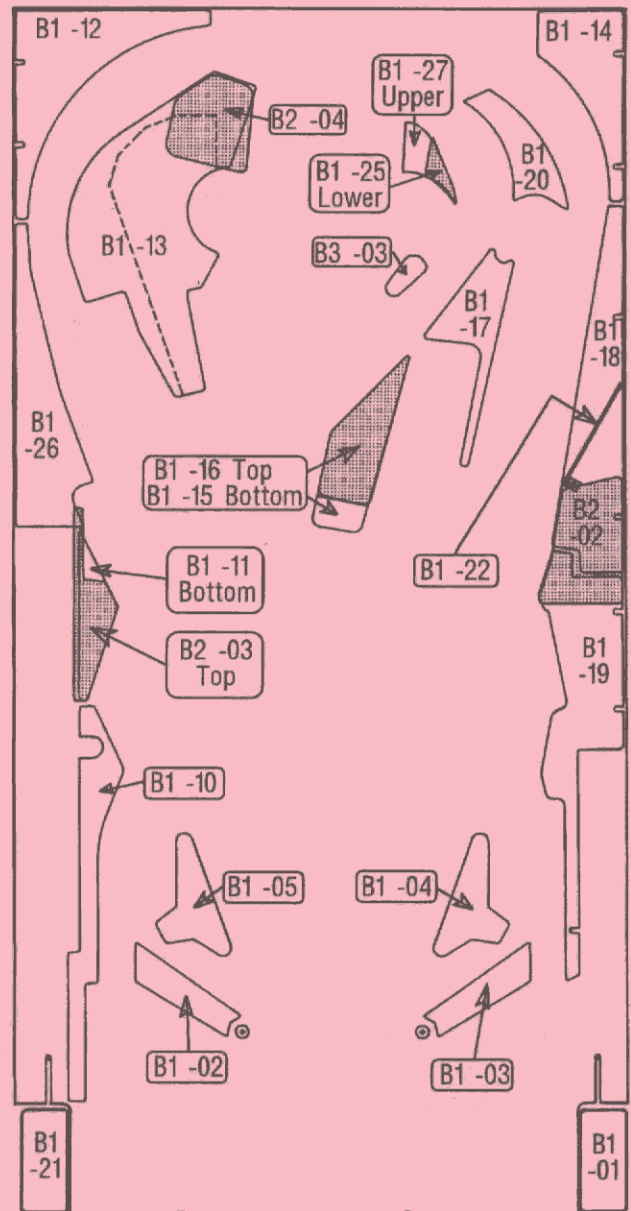 B1 -12
B1 -14
B1 -27
Upper
B2 -04
B1
-20
B1 -25
Lower
B1 -13
B3 -03
B1
-17
B1
-18
B1
-26
B1 -16 Top
B1 -15 Bottom
B2
-02
B1 -11
Bottom
B1 -22
B2 -03
Top
B1
-19
B1 -10
B1 -05
B1 -04
B1 -02
B1 -03
B1
-21
B1
-01